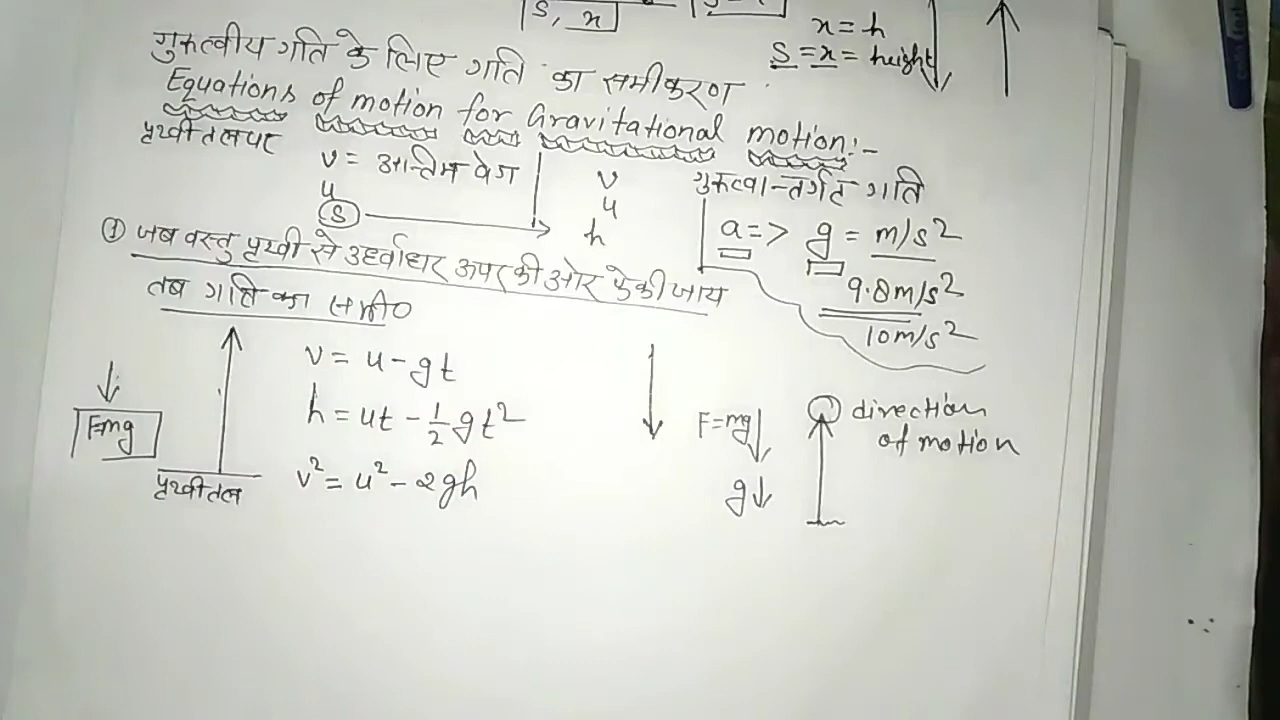 S, x
x = h
S = x = height
गुरुत्वीय गति के लिए गति का समीकरण
Equations of motion for Gravitational motion:-
पृथ्वी तल पर
v = अन्तिम वेग
u
S
v
u
h
गुरुत्वान्तर्गत गति
a => g = m/s²
9.8m/s²
10m/s²
① जब वस्तु पृथ्वी से उर्ध्वाधर ऊपर की ओर फेकी जाय
तब गति का समी०
v = u - gt
h = ut - ½gt²
v² = u² - 2gh
F=mg
पृथ्वी तल
F=mg
g
direction
of motion